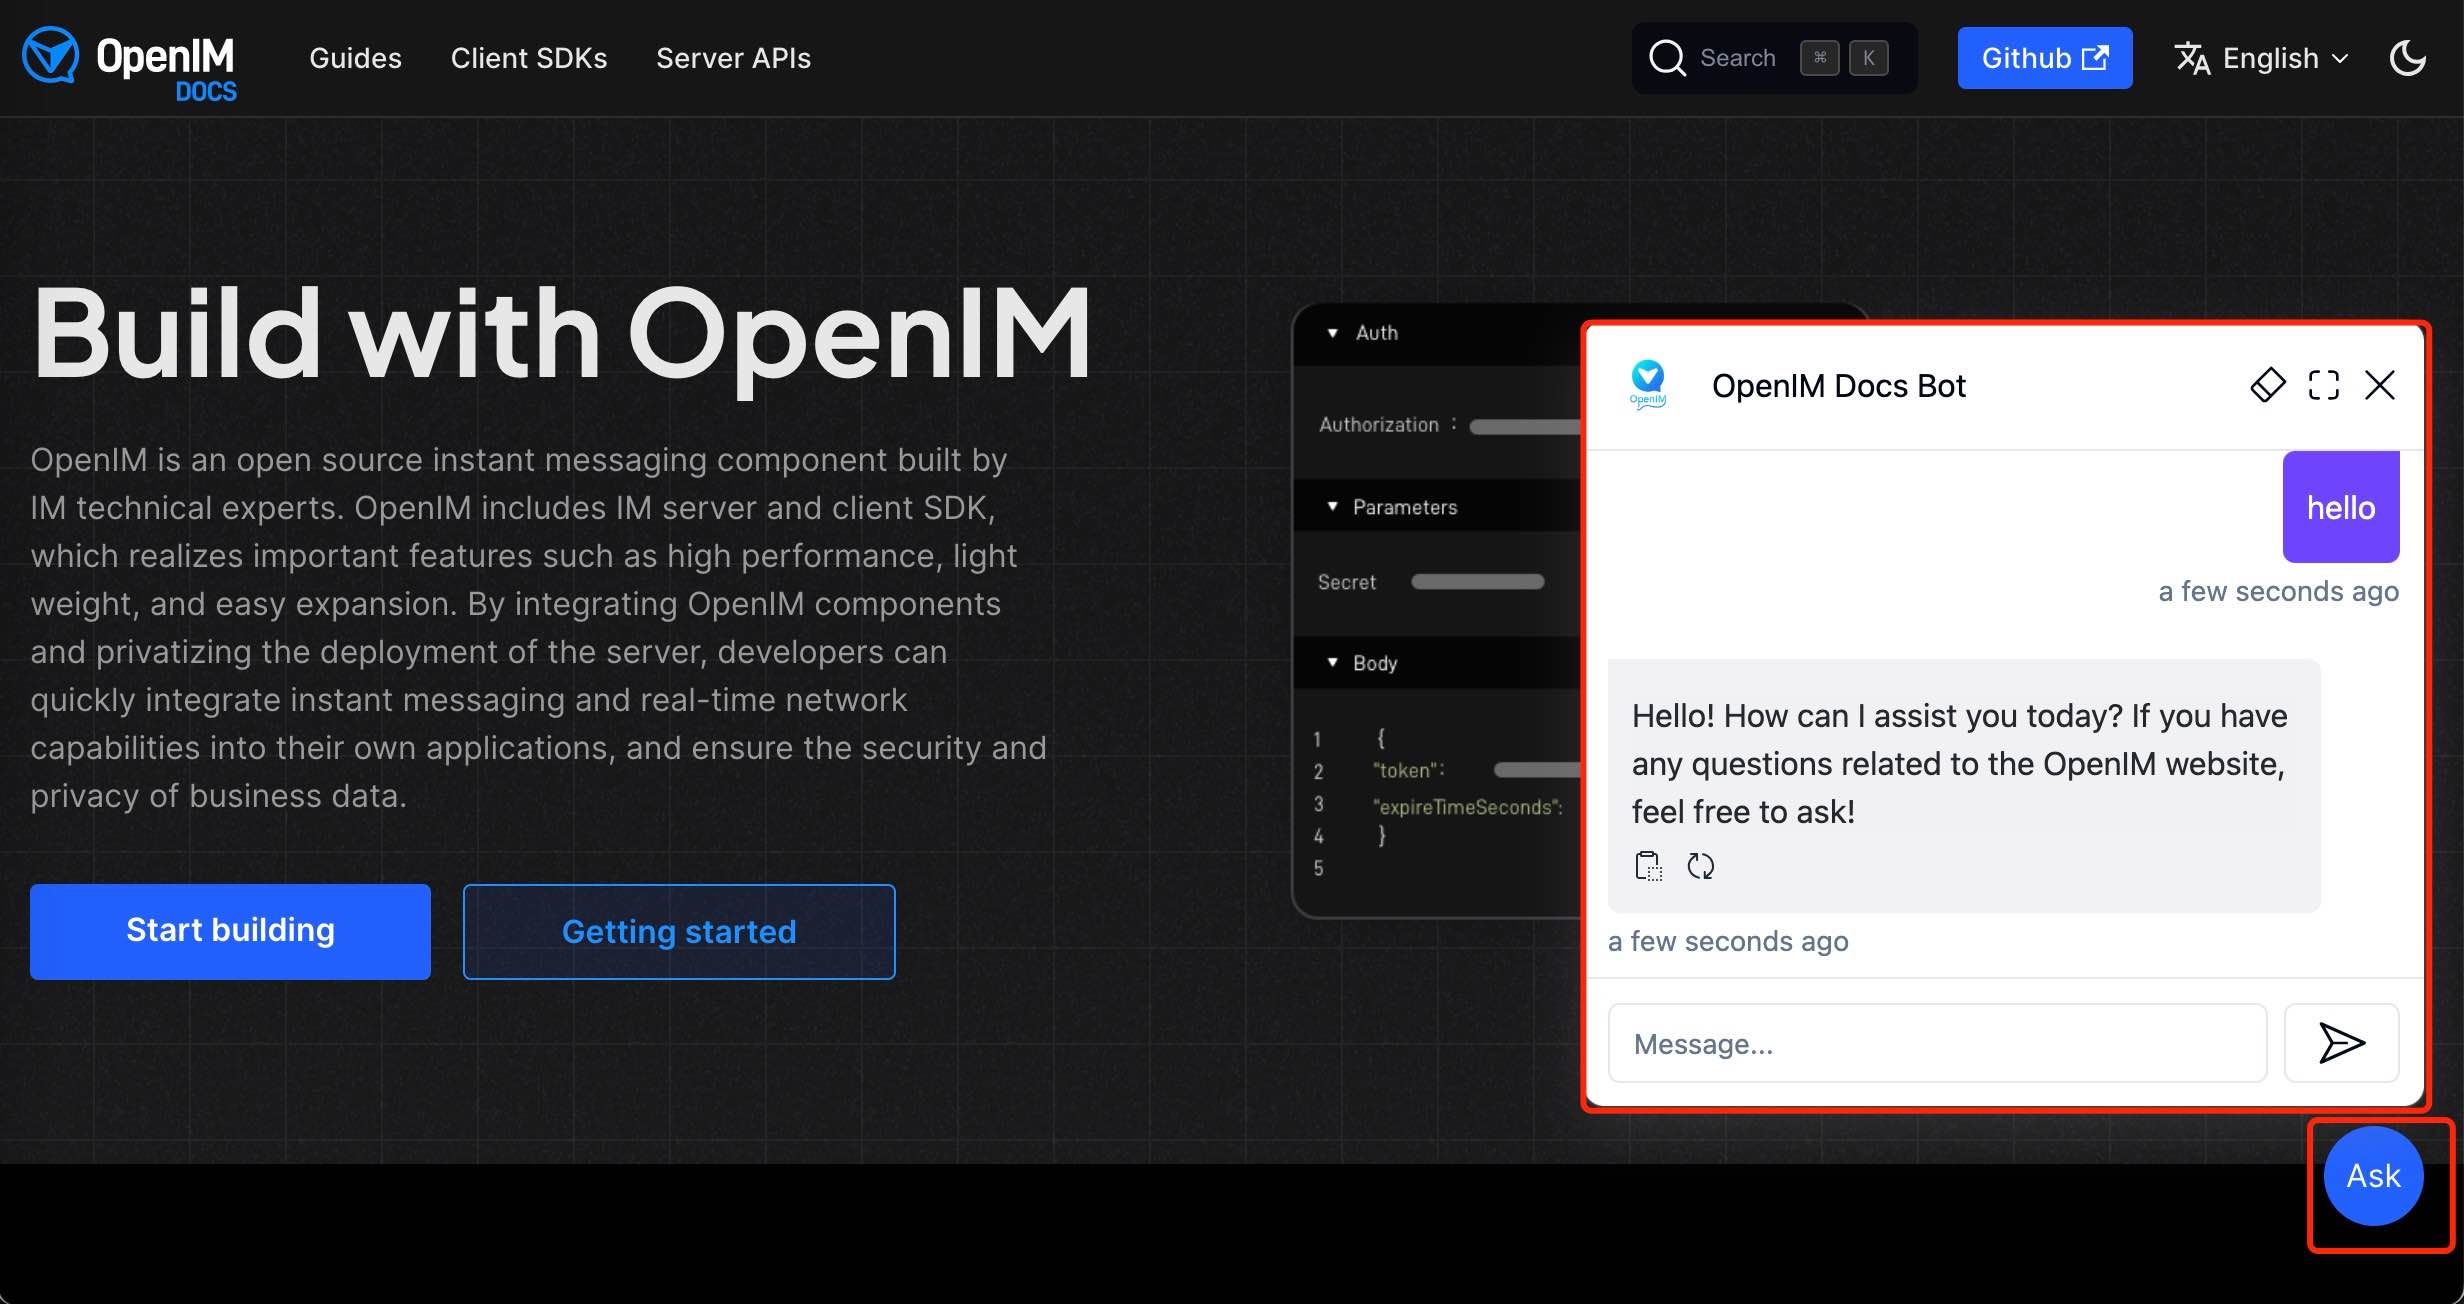 OpenIM
DOCS
Guides
Client SDKs
Server APIs
Search ⌘ K
Github
English
Build with OpenIM
OpenIM is an open source instant messaging component built by
IM technical experts. OpenIM includes IM server and client SDK,
which realizes important features such as high performance, light
weight, and easy expansion. By integrating OpenIM components
and privatizing the deployment of the server, developers can
quickly integrate instant messaging and real-time network
capabilities into their own applications, and ensure the security and
privacy of business data.
Start building
Getting started
Auth
Authorization :
Parameters
Secret
Body
1 {
2 "token":
3 "expireTimeSeconds":
4 }
5
OpenIM
OpenIM Docs Bot
hello
a few seconds ago
Hello! How can I assist you today? If you have
any questions related to the OpenIM website,
feel free to ask!
a few seconds ago
Message...
Ask